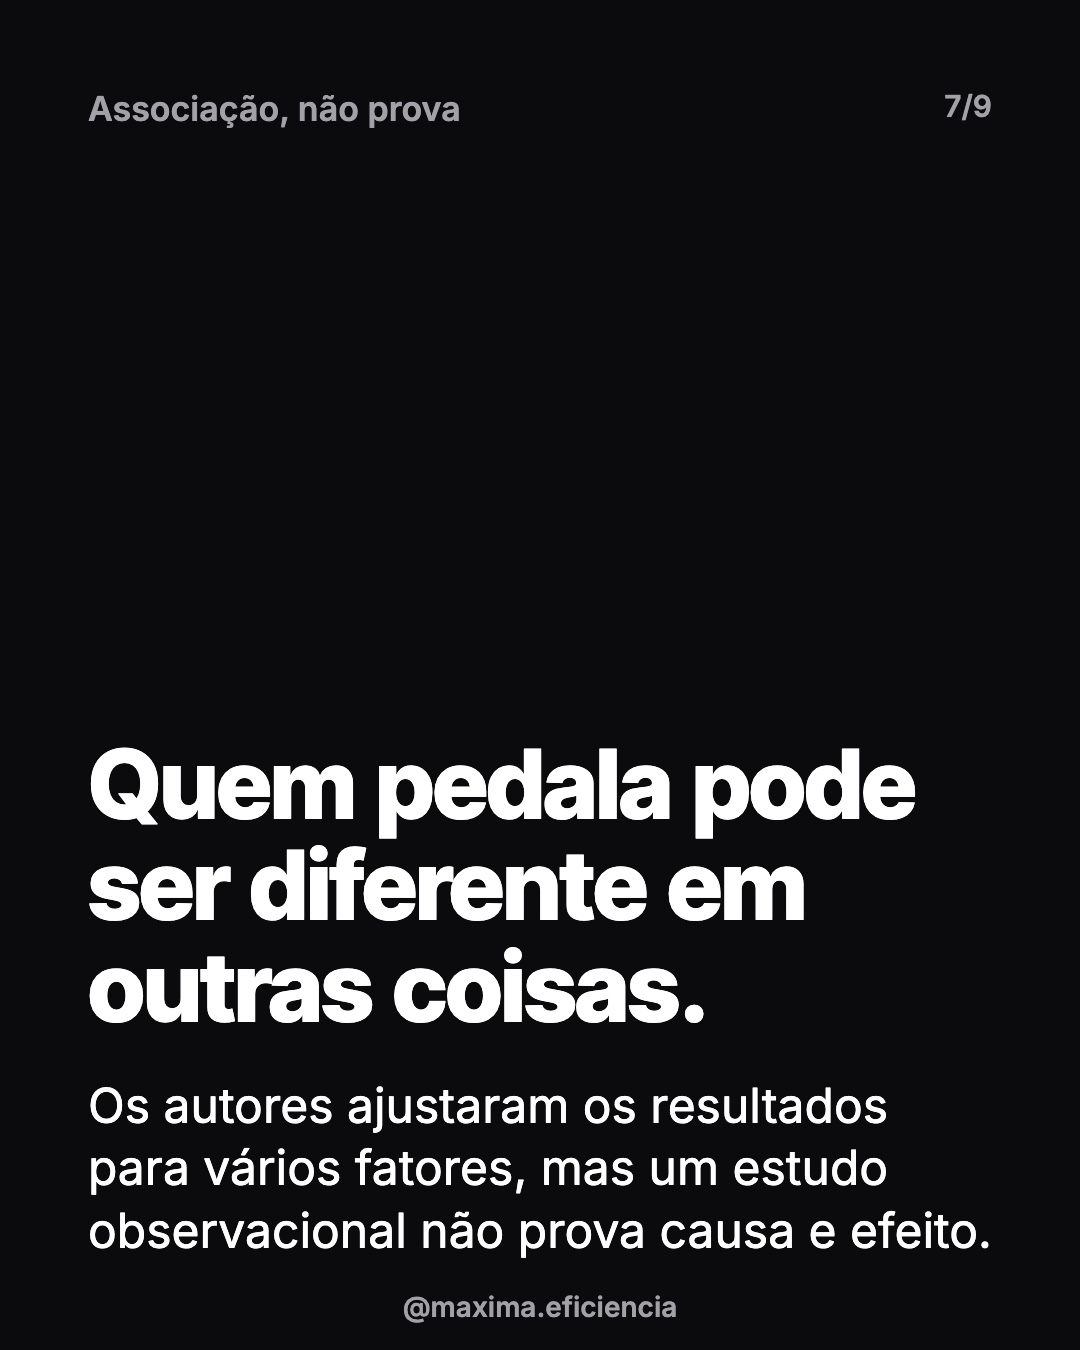 Associação, não prova
7/9
Quem pedala pode
ser diferente em
outras coisas.
Os autores ajustaram os resultados
para vários fatores, mas um estudo
observacional não prova causa e efeito.
@maxima.eficiencia